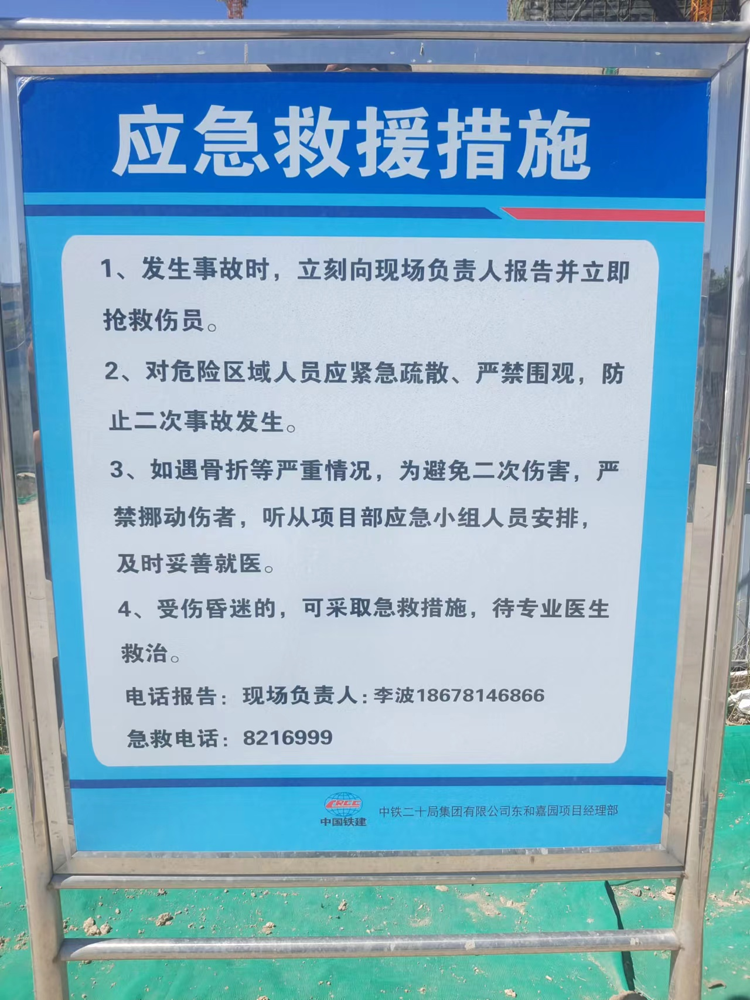 应急救援措施
1、发生事故时，立刻向现场负责人报告并立即
抢救伤员。
2、对危险区域人员应紧急疏散、严禁围观，防
止二次事故发生。
3、如遇骨折等严重情况，为避免二次伤害，严
禁挪动伤者，听从项目部应急小组人员安排，
及时妥善就医。
4、受伤昏迷的，可采取急救措施，待专业医生
救治。
电话报告：现场负责人：李波18678146866
急救电话：8216999
CRCC
中国铁建
中铁二十局集团有限公司东和嘉园项目经理部